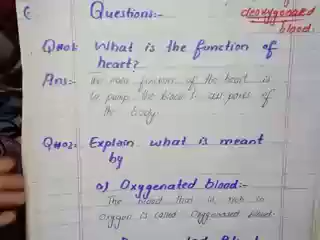 Questions:-
deoxygenated
blood.
Q#01: What is the function of
heart?
Ans:- The main function of the heart is
to pump the blood to all parts of
the body.
Q#02: Explain what is meant
by
a) Oxygenated blood:-
The blood that is rich in
oxygen is called Oxygenated blood.